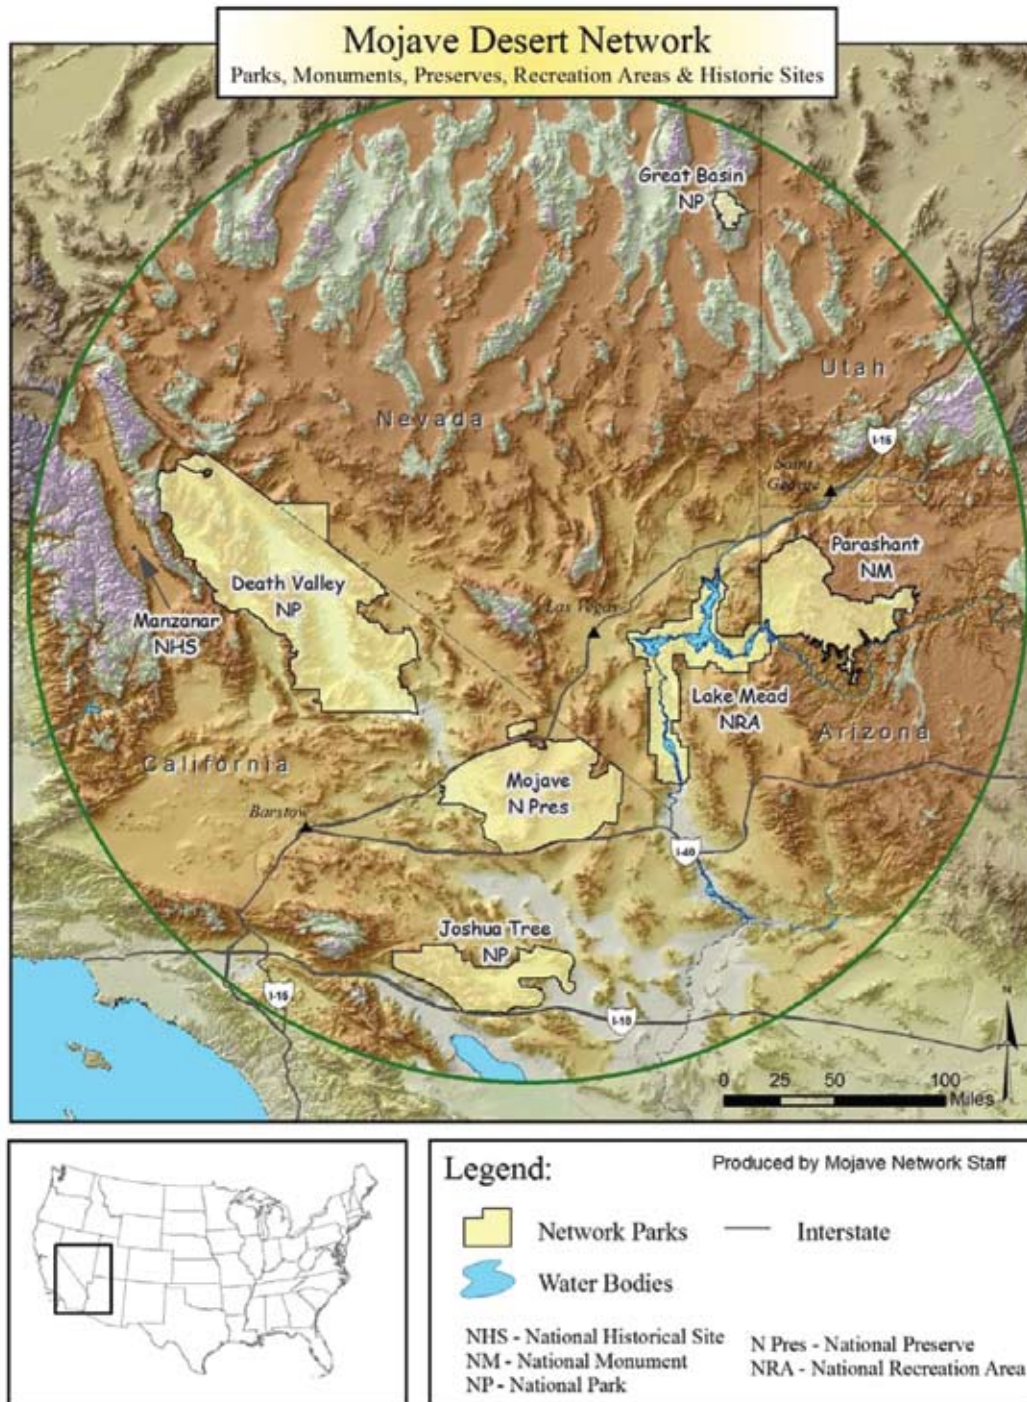 Mojave Desert Network
Parks, Monuments, Preserves, Recreation Areas & Historic Sites
Great Basin
NP
Utah
Nevada
I-15
Saint
George
Parashant
NM
Death Valley
NP
Las Vegas
Manzanar
NHS
Lake Mead
NRA
Arizona
California
Mojave
N Pres
Barstow
I-40
Joshua Tree
NP
I-15
I-10
N
0 25 50 100
Miles
Legend:
Produced by Mojave Network Staff
Network Parks
Interstate
Water Bodies
NHS - National Historical Site
NM - National Monument
NP - National Park
N Pres - National Preserve
NRA - National Recreation Area